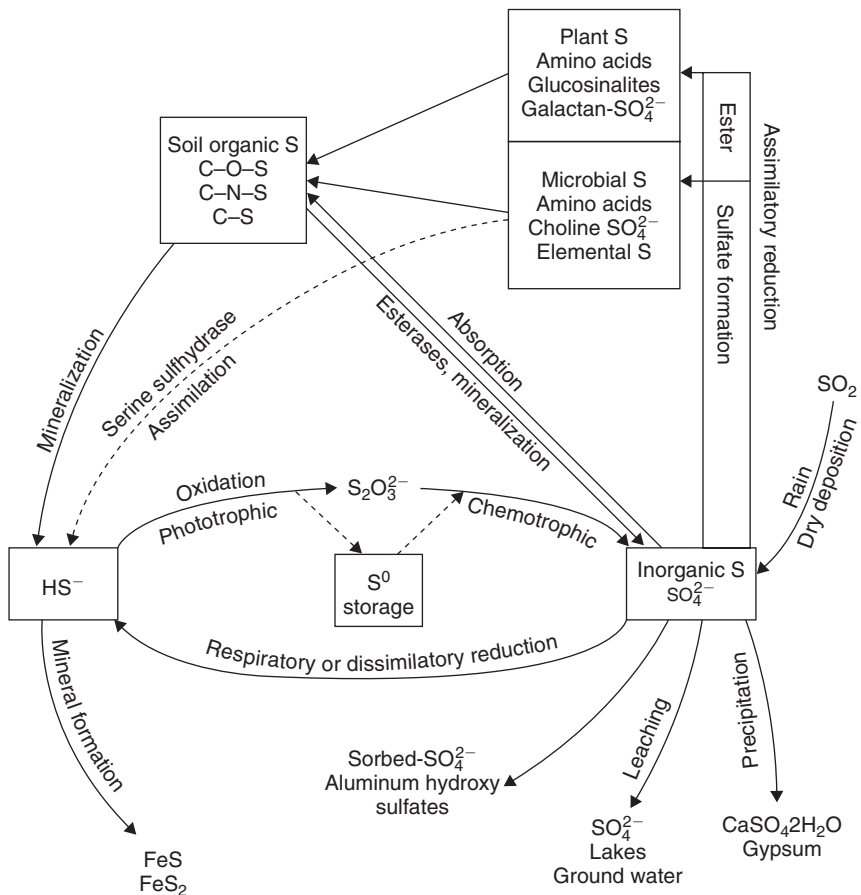 Plant S
Amino acids
Glucosinalites
Galactan-SO₄²⁻
Ester
Assimilatory reduction
Soil organic S
C–O–S
C–N–S
C–S
Microbial S
Amino acids
Choline SO₄²⁻
Elemental S
Sulfate formation
Mineralization
Serine sulfhydrase
Assimilation
Absorption
Esterases, mineralization
SO₂
Rain
Dry deposition
Oxidation
Phototrophic
S₂O₃²⁻
Chemotrophic
HS⁻
S⁰
storage
Inorganic S
SO₄²⁻
Respiratory or dissimilatory reduction
Mineral formation
Leaching
Precipitation
Sorbed-SO₄²⁻
Aluminum hydroxy
sulfates
SO₄²⁻
Lakes
Ground water
CaSO₄2H₂O
Gypsum
FeS
FeS₂